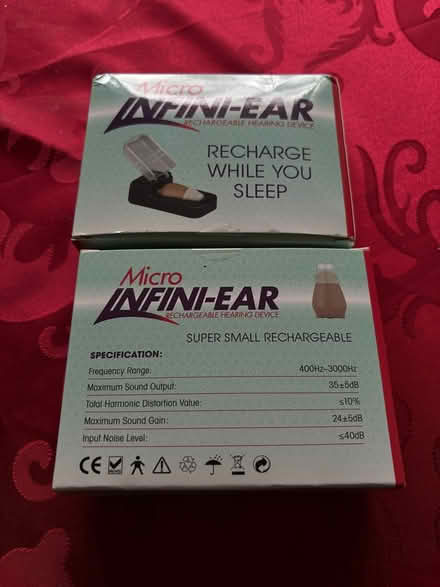 Micro
INFINI-EAR
RECHARGEABLE HEARING DEVICE
RECHARGE
WHILE YOU
SLEEP
Micro
INFINI-EAR
RECHARGEABLE HEARING DEVICE
SUPER SMALL RECHARGEABLE
SPECIFICATION:
Frequency Range: 400Hz–3000Hz
Maximum Sound Output: 35±5dB
Total Harmonic Distortion Value: ≤10%
Maximum Sound Gain: 24±5dB
Input Noise Level: ≤40dB
CE